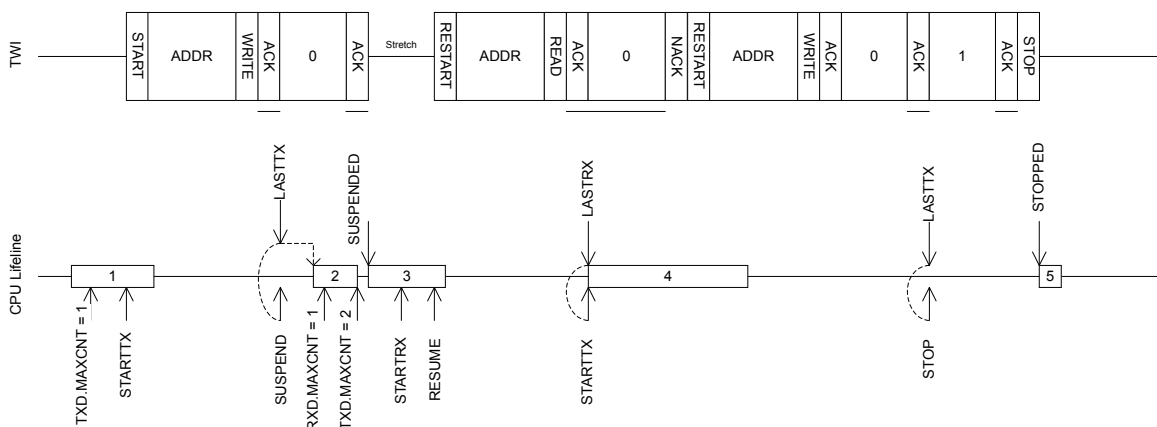 TWI
START
ADDR
WRITE
ACK
0
ACK
Stretch
RESTART
ADDR
READ
ACK
0
NACK
RESTART
ADDR
WRITE
ACK
0
ACK
1
ACK
STOP
LASTTX
SUSPENDED
LASTRX
LASTTX
STOPPED
CPU Lifeline
1
2
3
4
5
TXD.MAXCNT = 1
STARTTX
SUSPEND
RXD.MAXCNT = 1
TXD.MAXCNT = 2
STARTRX
RESUME
STARTTX
STOP